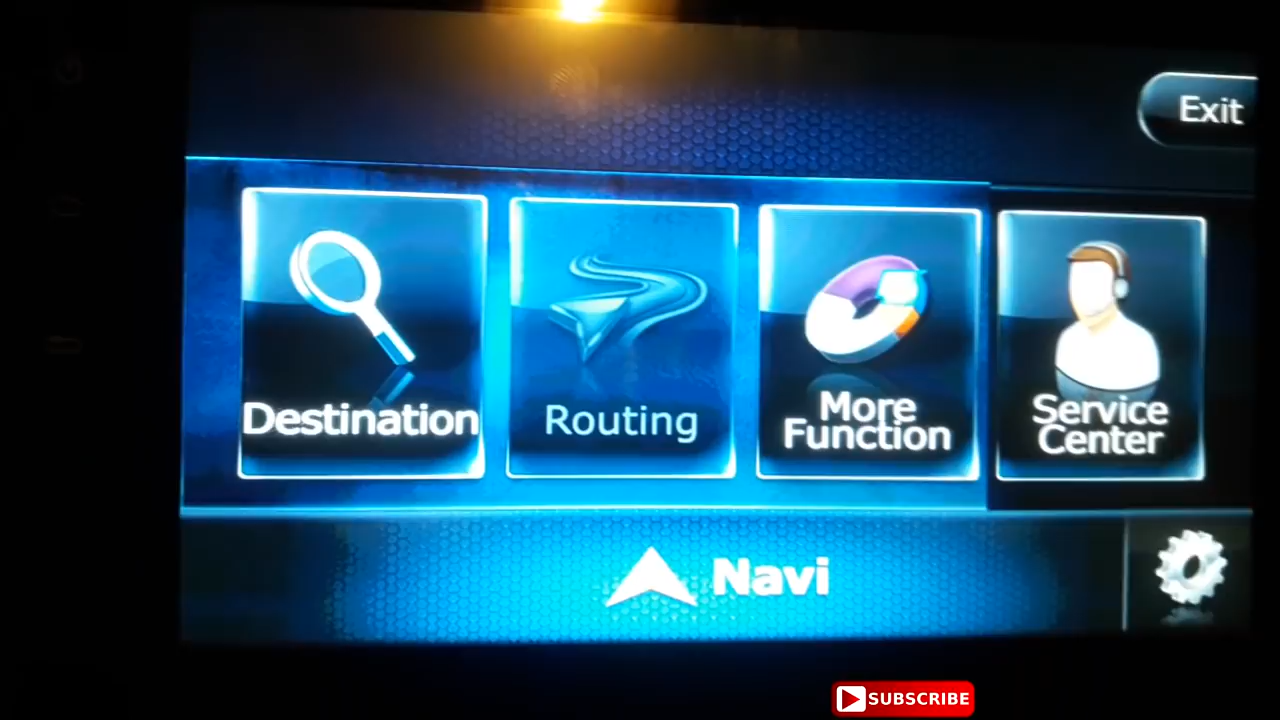 Exit
Destination
Routing
More
Function
Service
Center
Navi
SUBSCRIBE